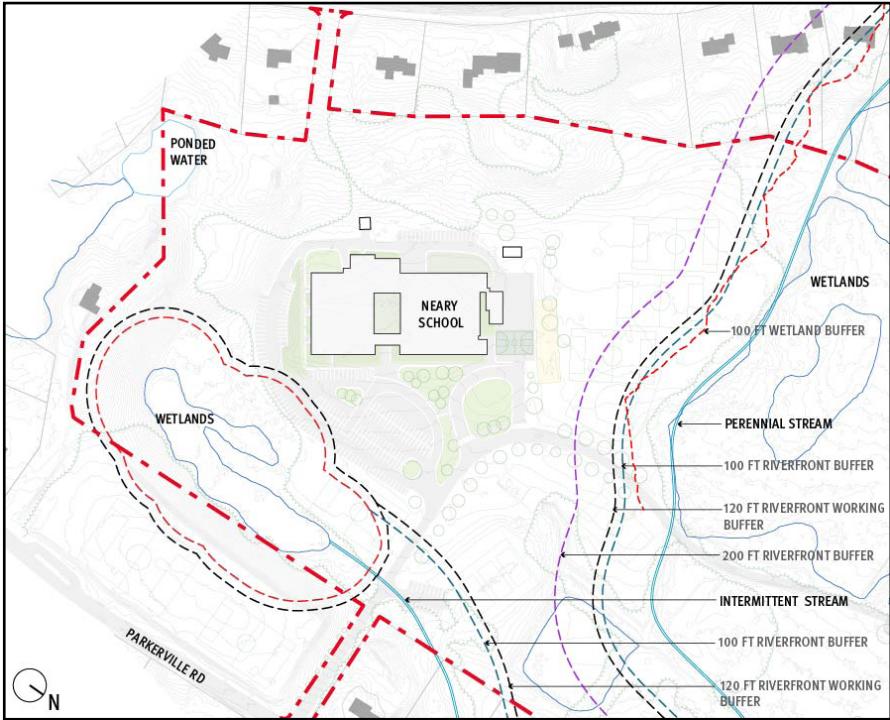 PONDED
WATER
NEARY
SCHOOL
WETLANDS
100 FT WETLAND BUFFER
WETLANDS
PERENNIAL STREAM
100 FT RIVERFRONT BUFFER
120 FT RIVERFRONT WORKING
BUFFER
200 FT RIVERFRONT BUFFER
INTERMITTENT STREAM
100 FT RIVERFRONT BUFFER
120 FT RIVERFRONT WORKING
BUFFER
PARKERVILLE RD
N